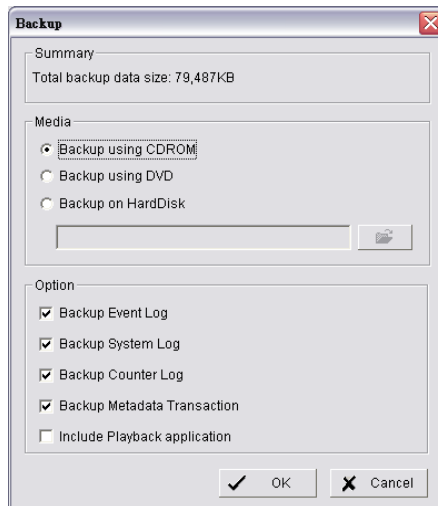 Backup
Summary
Total backup data size: 79,487KB
Media
Backup using CDROM
Backup using DVD
Backup on HardDisk
Option
Backup Event Log
Backup System Log
Backup Counter Log
Backup Metadata Transaction
Include Playback application
OK Cancel